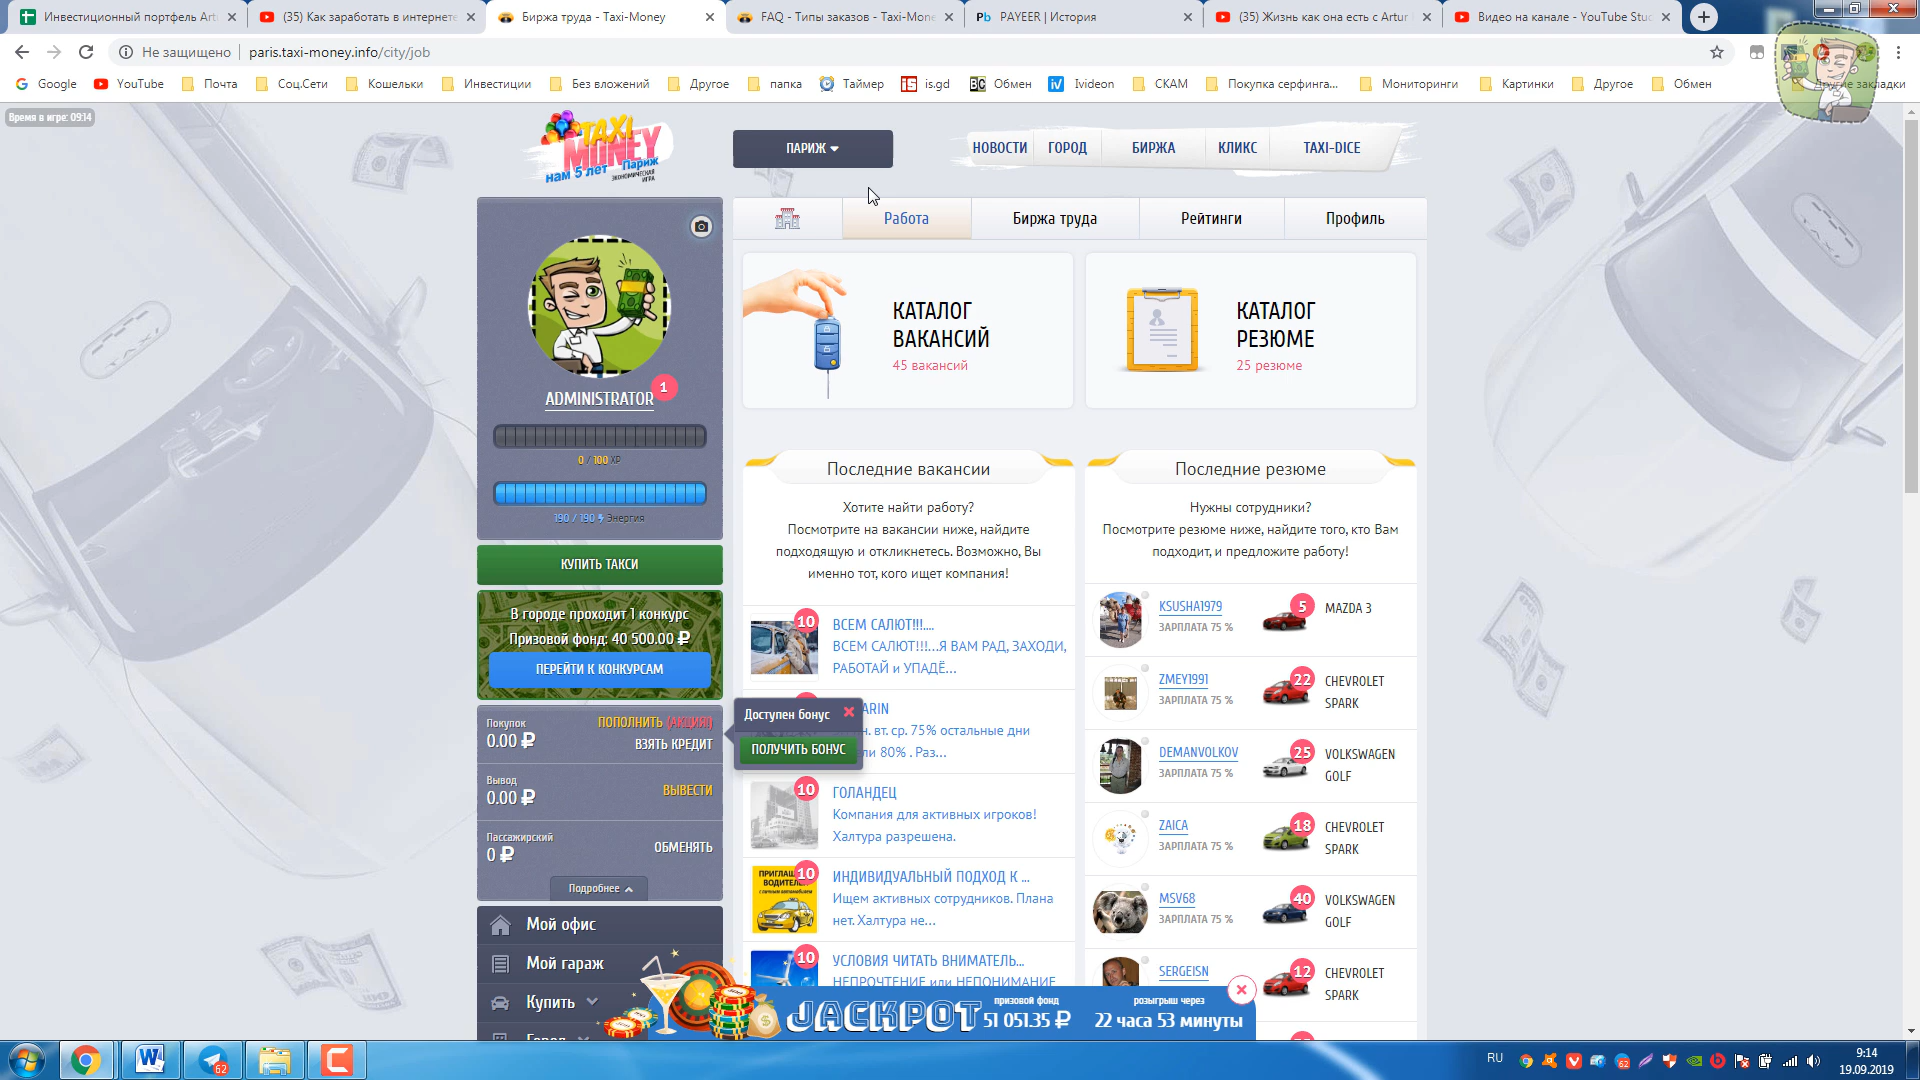 Инвестиционный портфель Art
(35) Как заработать в интернете
Биржа труда - Taxi-Money
FAQ - Типы заказов - Taxi-Mone
PAYEER | История
(35) Жизнь как она есть с Artur
Видео на канале - YouTube Stud
Не защищено
paris.taxi-money.info/city/job
Google
YouTube
Почта
Соц.Сети
Кошельки
Инвестиции
Без вложений
Другое
папка
Таймер
is.gd
Обмен
Ivideon
СКАМ
Покупка серфинга...
Мониторинги
Картинки
Другое
Обмен
Другие закладки
Время в игре: 09:14
TAXI
MONEY
нам 5 лет
Париж
ЭКОНОМИЧЕСКАЯ
ИГРА
ПАРИЖ
НОВОСТИ
ГОРОД
БИРЖА
КЛИКС
TAXI-DICE
Работа
Биржа труда
Рейтинги
Профиль
ADMINISTRATOR
1
0 / 100 XP
190 / 190 Энергия
КУПИТЬ ТАКСИ
В городе проходит 1 конкурс
Призовой фонд: 40 500.00 ₽
ПЕРЕЙТИ К КОНКУРСАМ
Покупок
0.00 ₽
ПОПОЛНИТЬ (АКЦИЯ!)
ВЗЯТЬ КРЕДИТ
Вывод
0.00 ₽
ВЫВЕСТИ
Пассажирский
0 ₽
ОБМЕНЯТЬ
Подробнее
Мой офис
Мой гараж
Купить
Город
КАТАЛОГ
ВАКАНСИЙ
45 вакансий
КАТАЛОГ
РЕЗЮМЕ
25 резюме
Последние вакансии
Хотите найти работу?
Посмотрите на вакансии ниже, найдите
подходящую и откликнетесь. Возможно, Вы
именно тот, кого ищет компания!
10
ВСЕМ САЛЮТ!!!....
ВСЕМ САЛЮТ!!!...Я ВАМ РАД, ЗАХОДИ,
РАБОТАЙ и УПАДЁ...
ARIN
н. вт. ср. 75% остальные дни
ли 80% . Раз...
Доступен бонус
ПОЛУЧИТЬ БОНУС
10
ГОЛАНДЕЦ
Компания для активных игроков!
Халтура разрешена.
10
ИНДИВИДУАЛЬНЫЙ ПОДХОД К ...
Ищем активных сотрудников. Плана
нет. Халтура не...
10
УСЛОВИЯ ЧИТАТЬ ВНИМАТЕЛЬ...
НЕПРОЧТЕНИЕ или НЕПОНИМАНИЕ
Последние резюме
Нужны сотрудники?
Посмотрите резюме ниже, найдите того, кто Вам
подходит, и предложите работу!
KSUSHA1979
ЗАРПЛАТА 75 %
5
MAZDA 3
ZMEY1991
ЗАРПЛАТА 75 %
22
CHEVROLET
SPARK
DEMANVOLKOV
ЗАРПЛАТА 75 %
25
VOLKSWAGEN
GOLF
ZAICA
ЗАРПЛАТА 75 %
18
CHEVROLET
SPARK
MSV68
ЗАРПЛАТА 75 %
40
VOLKSWAGEN
GOLF
SERGEISN
12
CHEVROLET
SPARK
JACKPOT
призовой фонд
51 051.35 ₽
розыгрыш через
22 часа 53 минуты
62
RU
62
9:14
19.09.2019